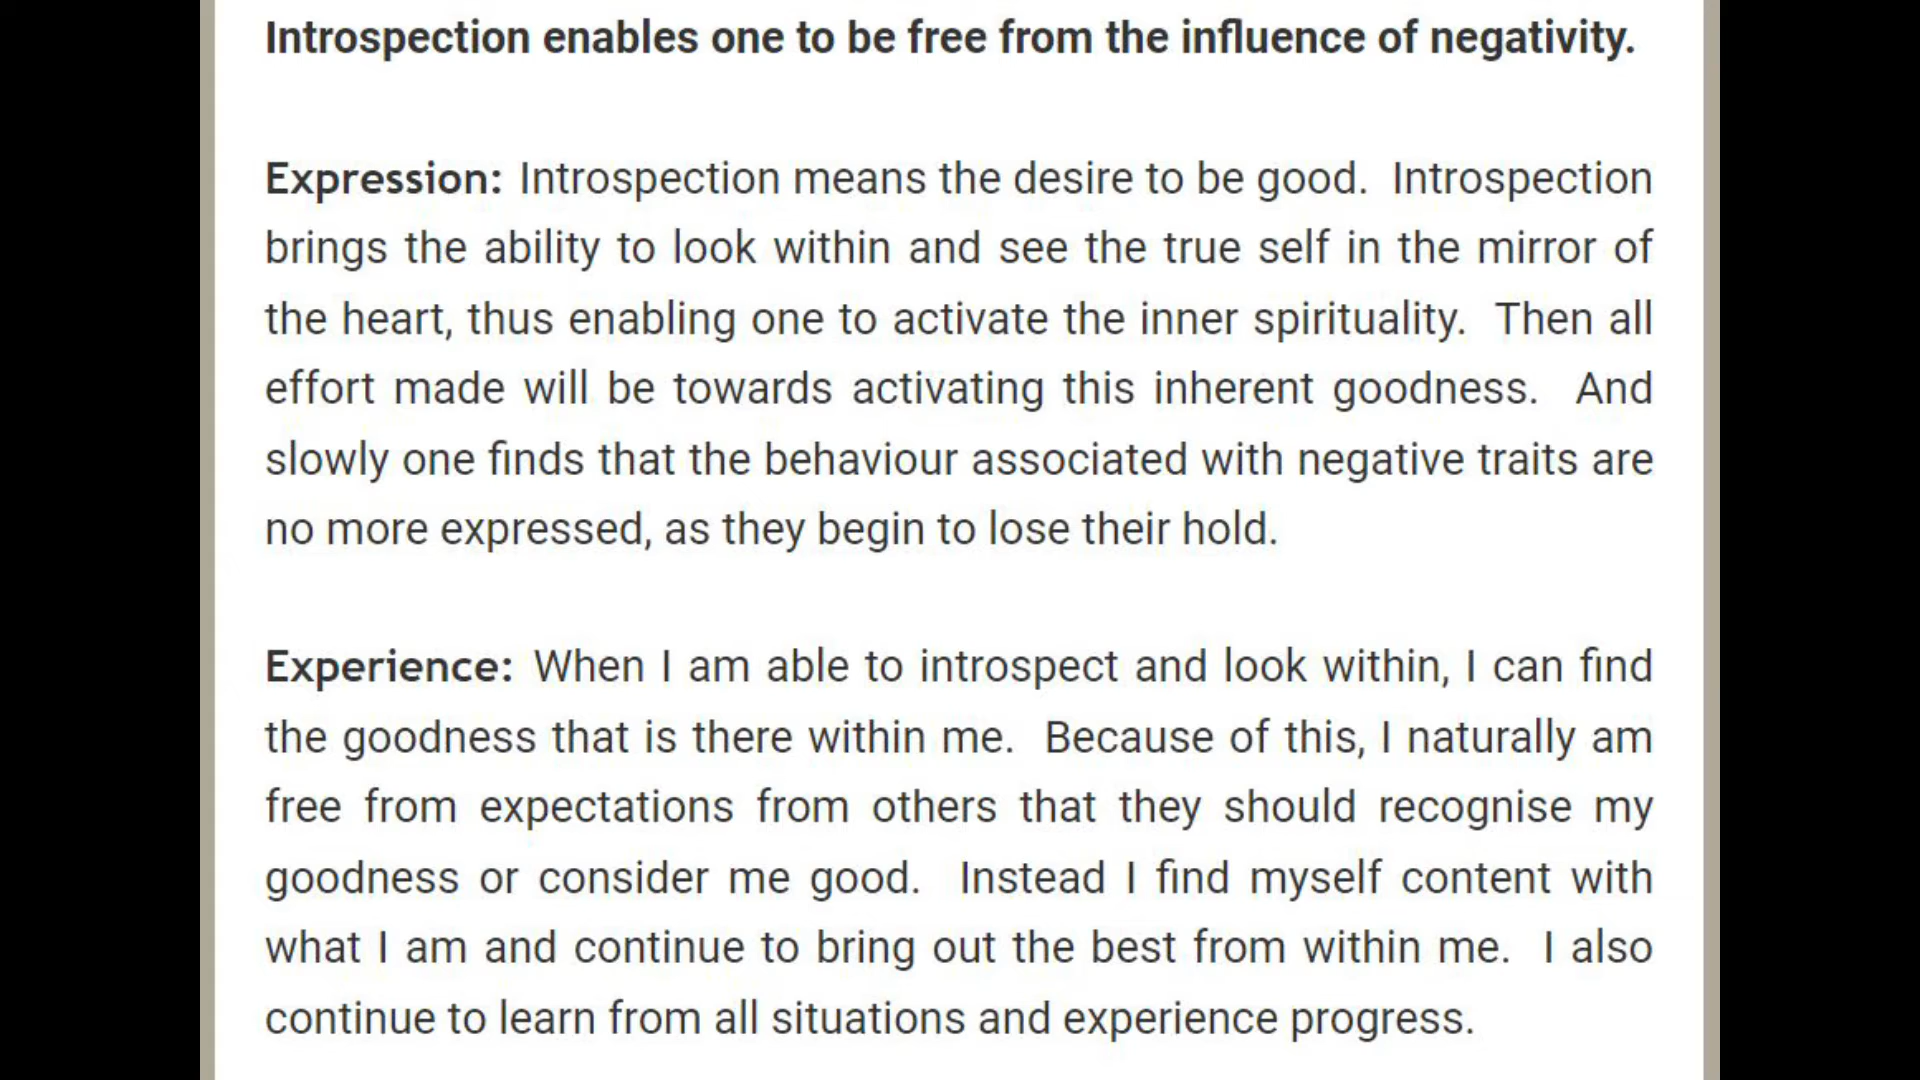 Introspection enables one to be free from the influence of negativity.
Expression: Introspection means the desire to be good.  Introspection
brings the ability to look within and see the true self in the mirror of
the heart, thus enabling one to activate the inner spirituality.  Then all
effort made will be towards activating this inherent goodness.  And
slowly one finds that the behaviour associated with negative traits are
no more expressed, as they begin to lose their hold.
Experience: When I am able to introspect and look within, I can find
the goodness that is there within me.  Because of this, I naturally am
free from expectations from others that they should recognise my
goodness or consider me good.  Instead I find myself content with
what I am and continue to bring out the best from within me.  I also
continue to learn from all situations and experience progress.